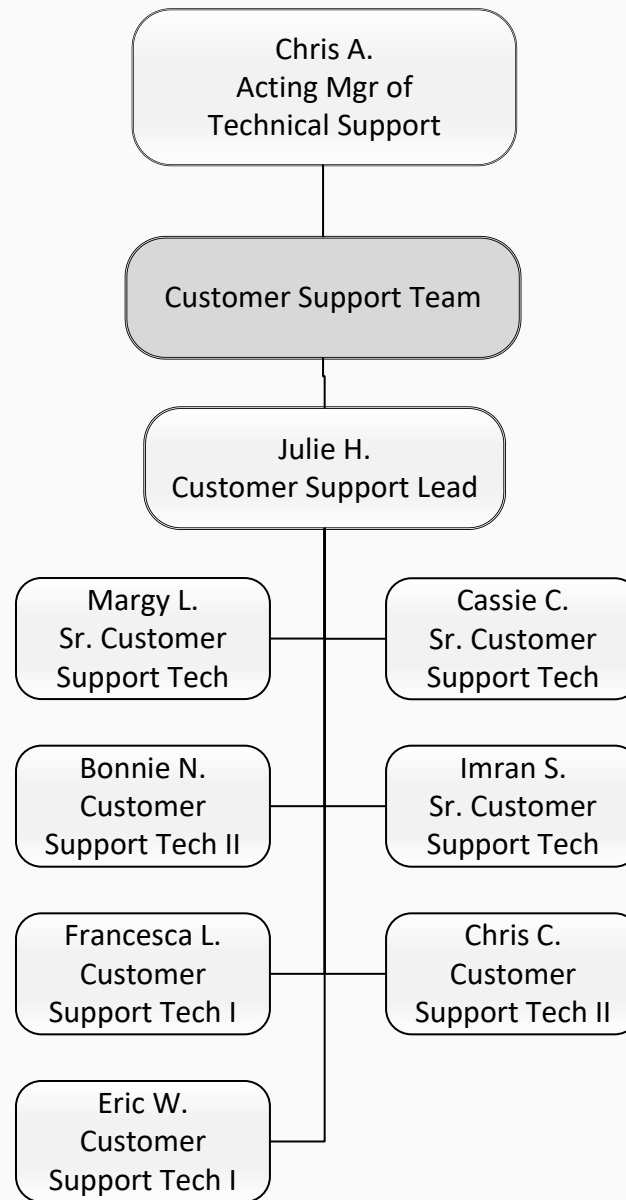 Chris A.
Acting Mgr of
Technical Support
Customer Support Team
Julie H.
Customer Support Lead
Margy L.
Sr. Customer
Support Tech
Cassie C.
Sr. Customer
Support Tech
Bonnie N.
Customer
Support Tech II
Imran S.
Sr. Customer
Support Tech
Francesca L.
Customer
Support Tech I
Chris C.
Customer
Support Tech II
Eric W.
Customer
Support Tech I